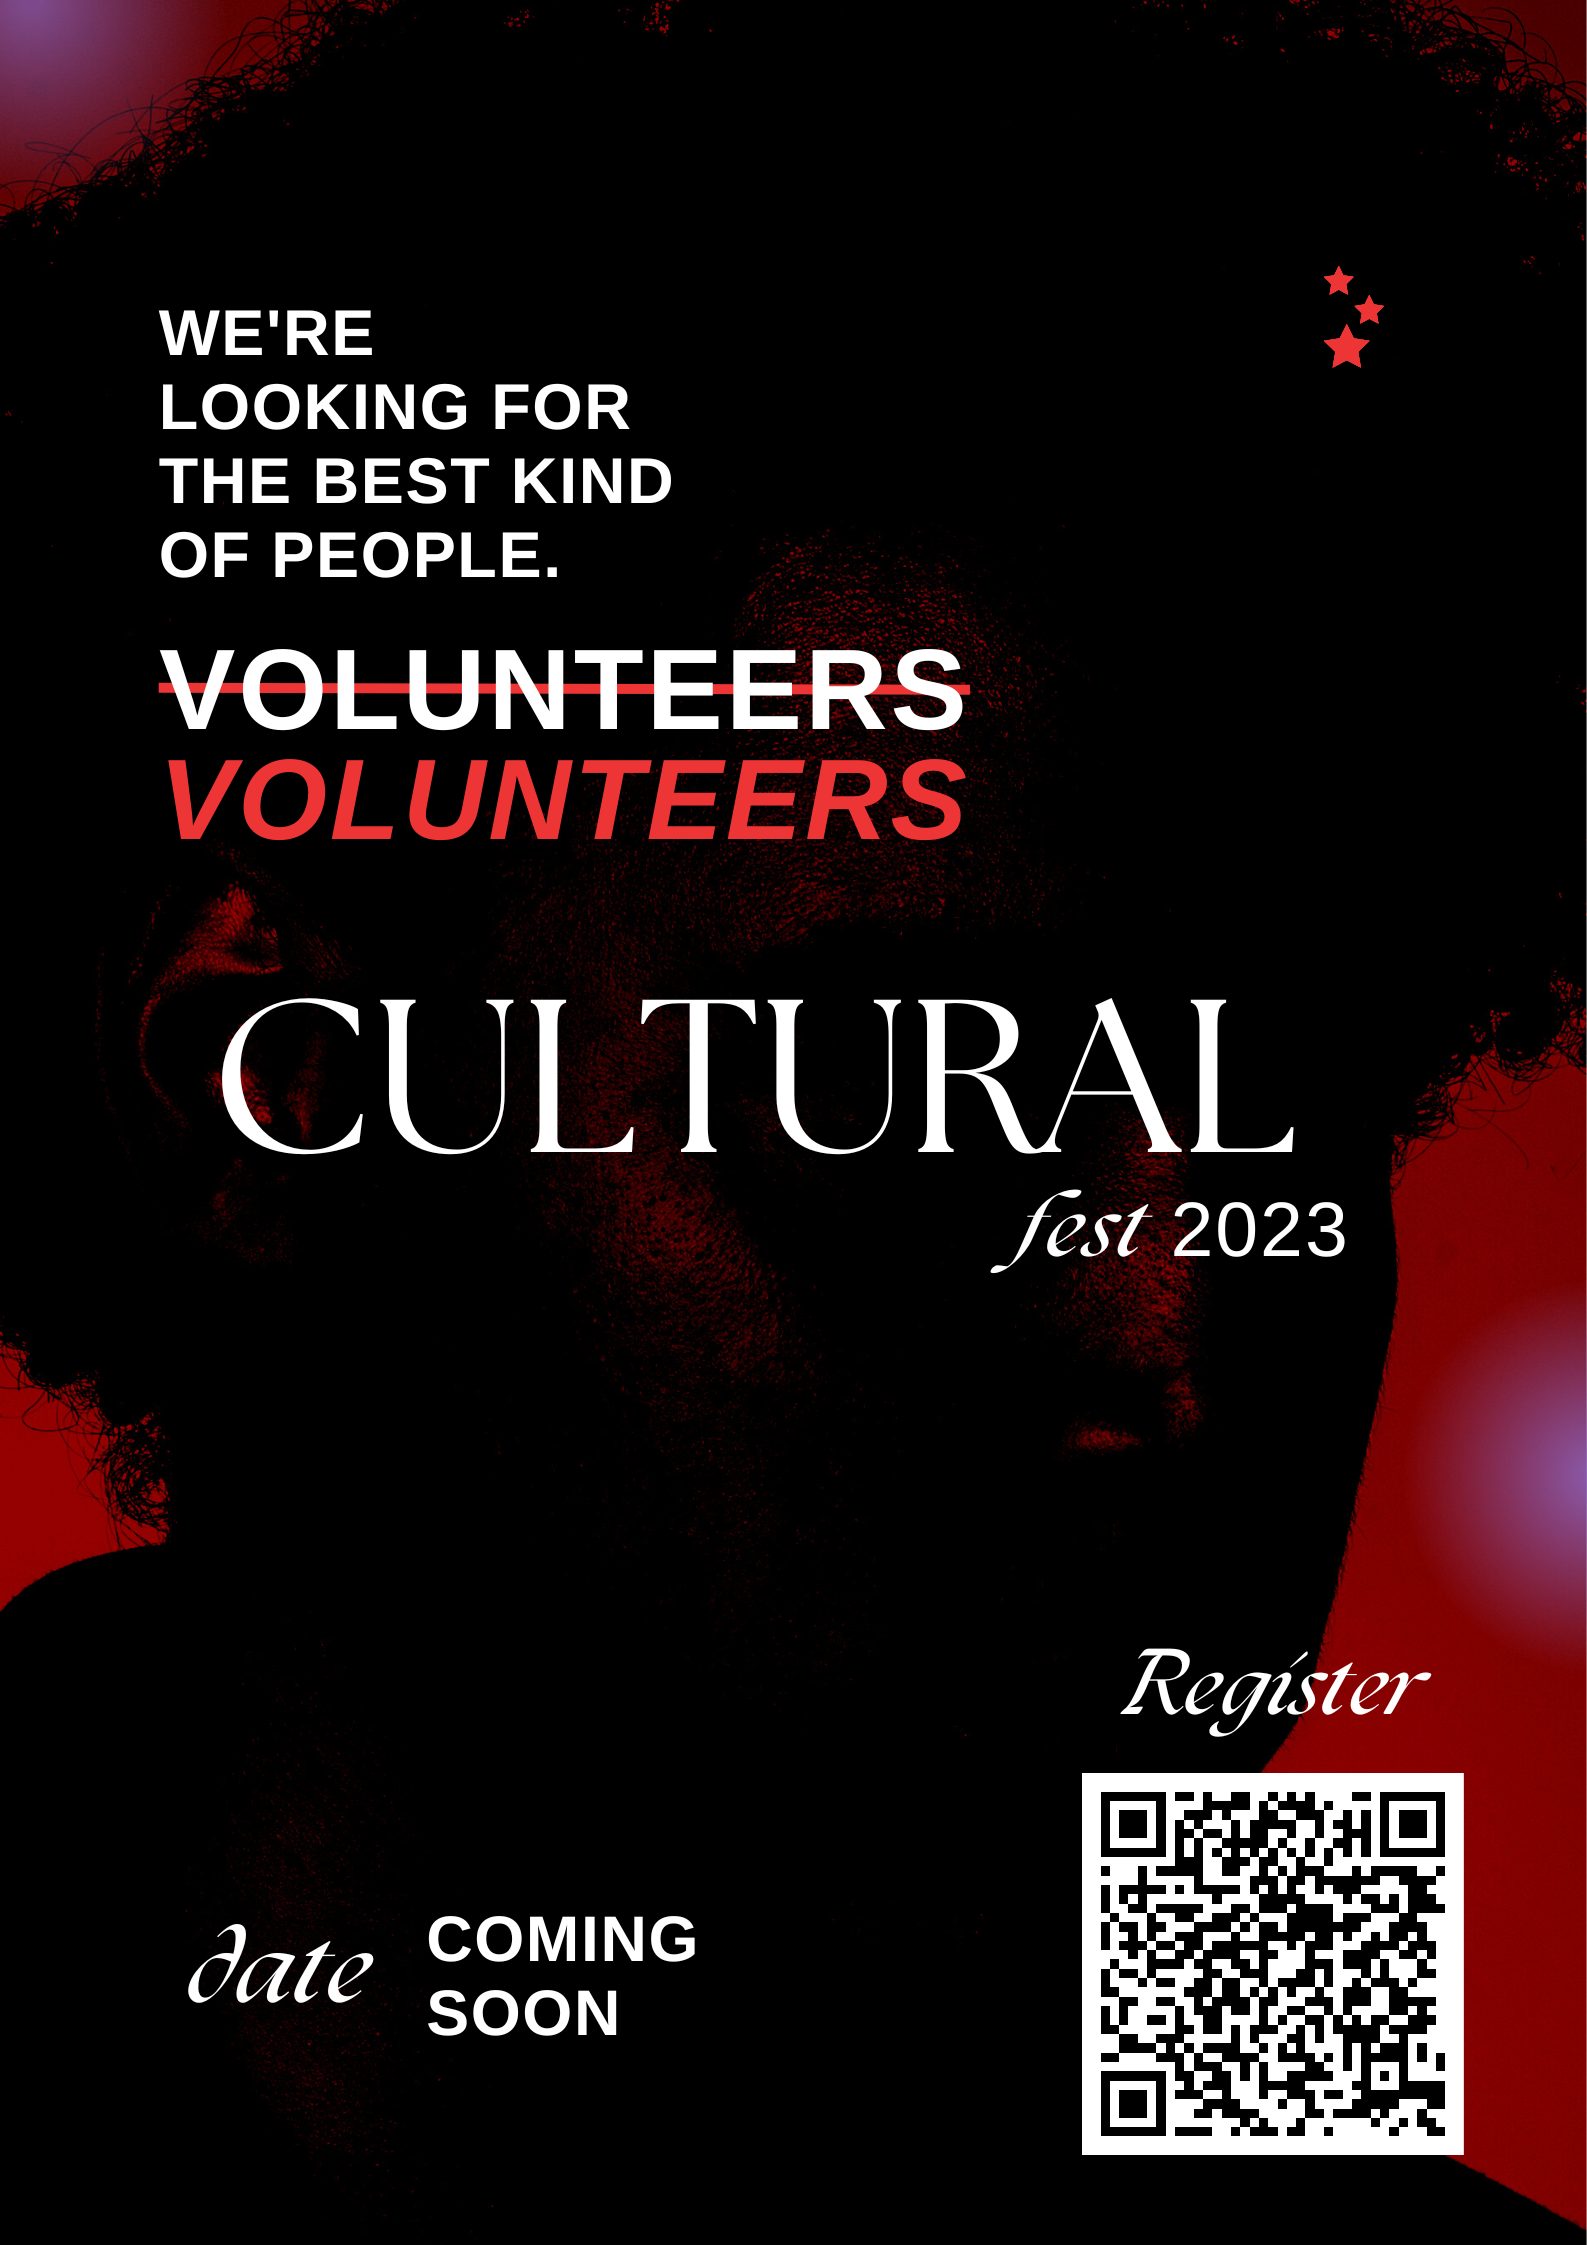 WE'RE
LOOKING FOR
THE BEST KIND
OF PEOPLE.
VOLUNTEERS
VOLUNTEERS
CULTURAL
fest 2023
Register
date COMING
SOON